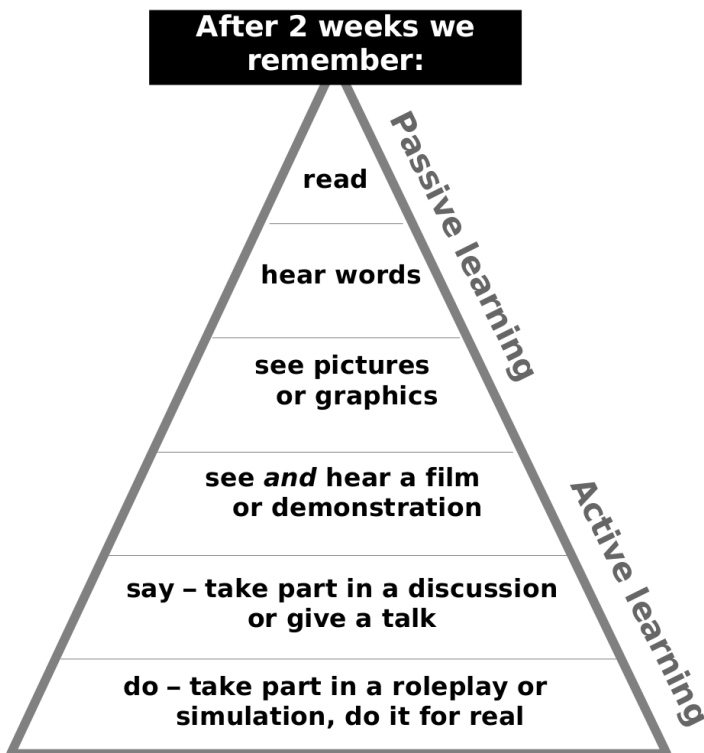 After 2 weeks we
remember:
read
hear words
see pictures
or graphics
see and hear a film
or demonstration
say – take part in a discussion
or give a talk
do – take part in a roleplay or
simulation, do it for real
Passive learning
Active learning